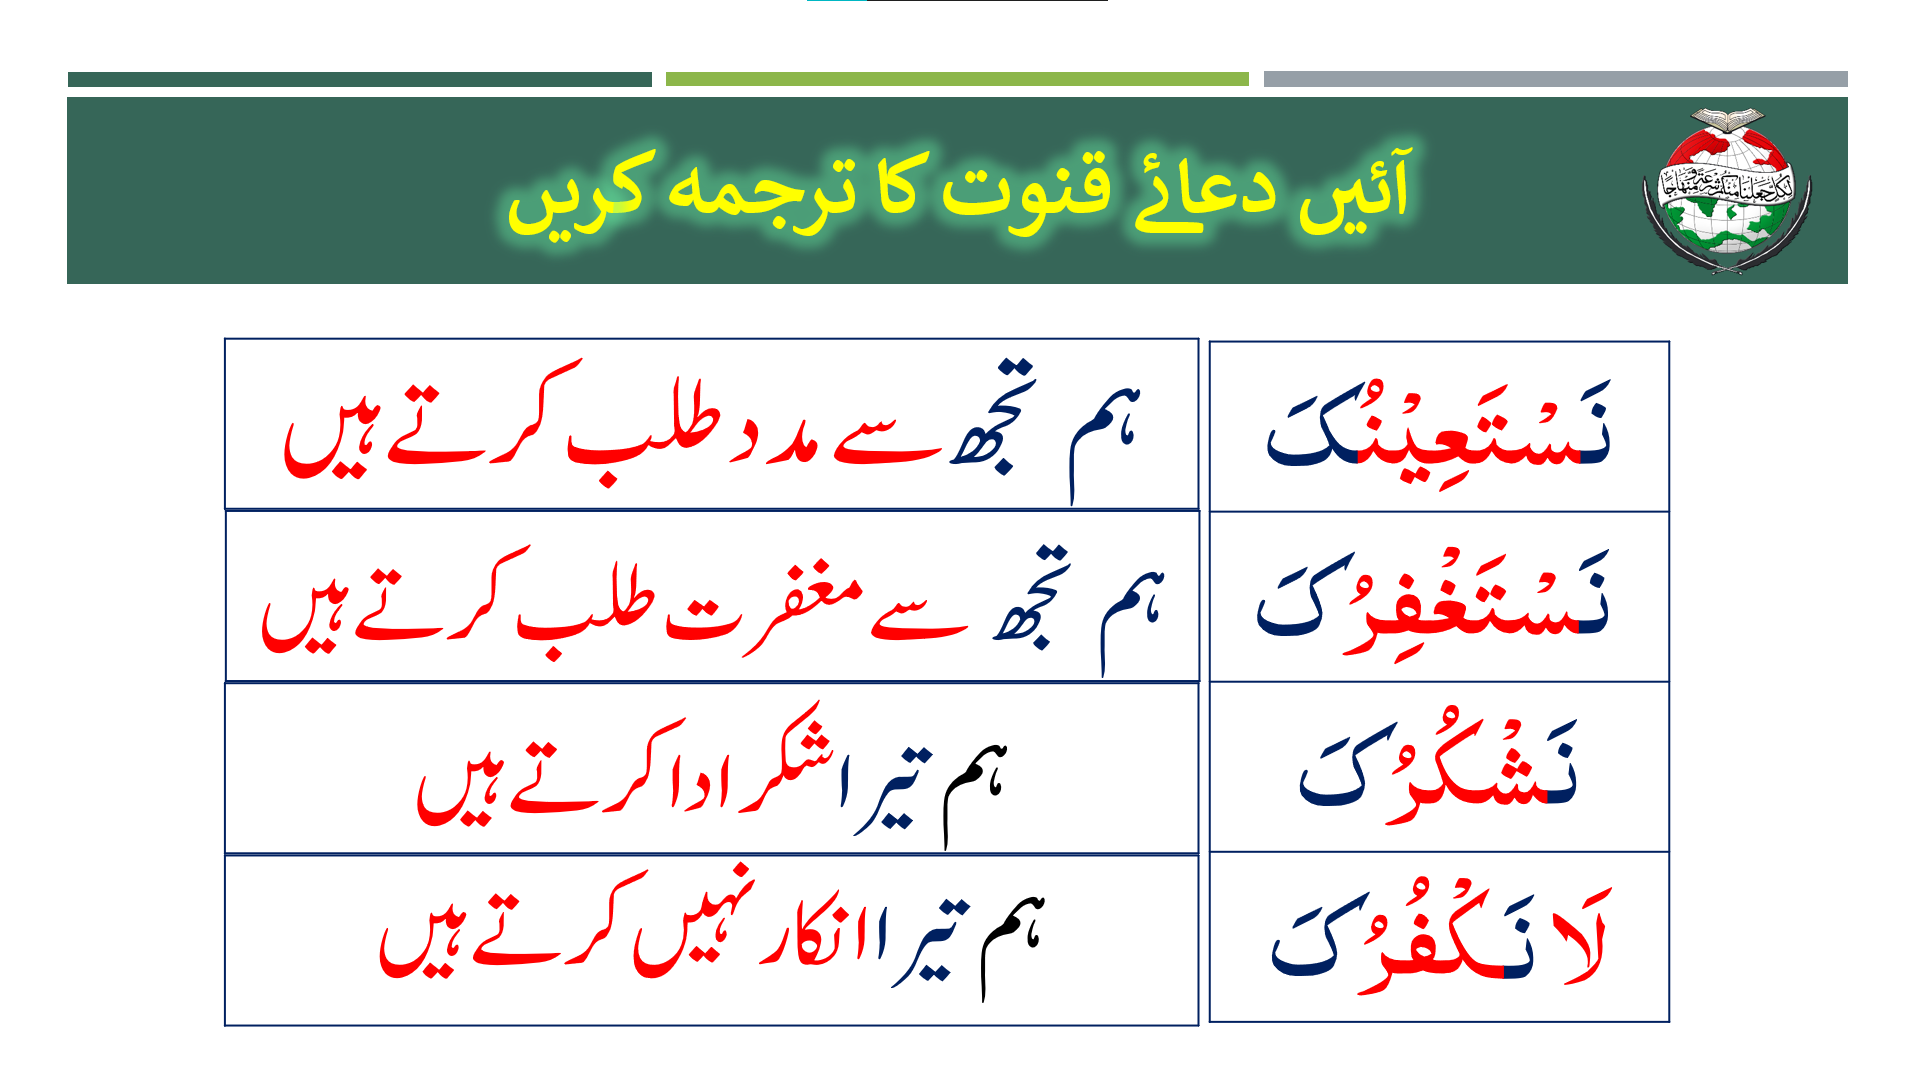 آئیں دعائے قنوت کا ترجمہ کریں
لِكُلٍّ جَعَلْنَا مِنْكُمْ شِرْعَةً وَّ مِنْهَاجًا
نَسْتَعِيْنُکَ
ہم تجھ سے مدد طلب کرتے ہیں
نَسْتَغْفِرُکَ
ہم تجھ سے مغفرت طلب کرتے ہیں
نَشْکُرُکَ
ہم تیرا شکر ادا کرتے ہیں
لَا نَکْفُرُکَ
ہم تیرا انکار نہیں کرتے ہیں